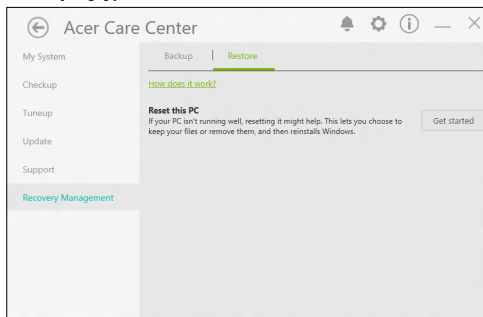 Acer Care Center
My System
Checkup
Tuneup
Update
Support
Recovery Management
Backup
Restore
How does it work?
Reset this PC
If your PC isn't running well, resetting it might help. This lets you choose to
keep your files or remove them, and then reinstalls Windows.
Get started